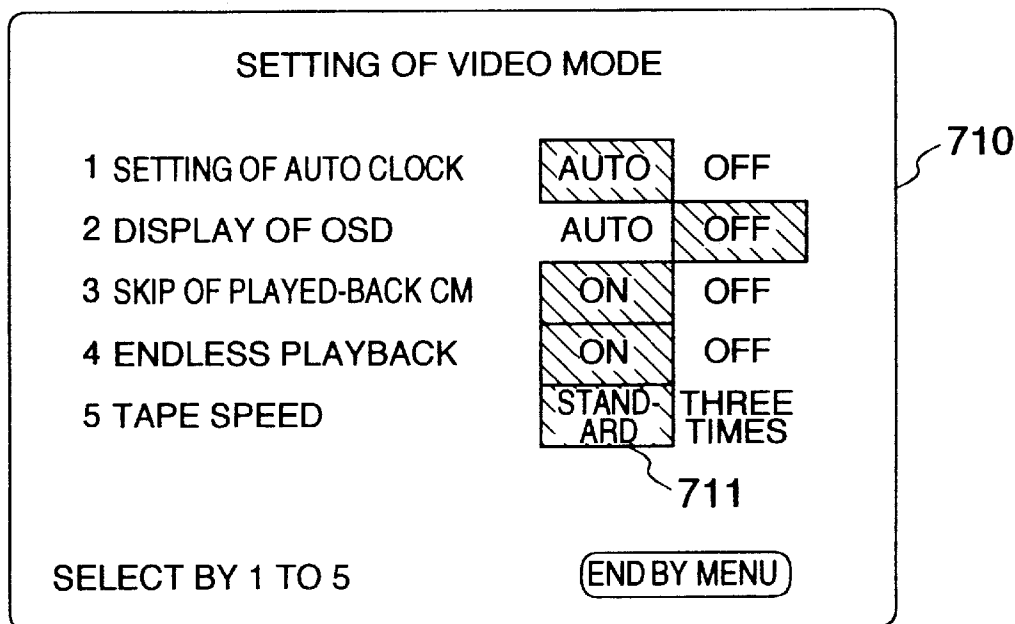 SETTING OF VIDEO MODE
710
1 SETTING OF AUTO CLOCK AUTO OFF
2 DISPLAY OF OSD AUTO OFF
3 SKIP OF PLAYED-BACK CM ON OFF
4 ENDLESS PLAYBACK ON OFF
5 TAPE SPEED STAND-ARD THREE TIMES
711
SELECT BY 1 TO 5 END BY MENU